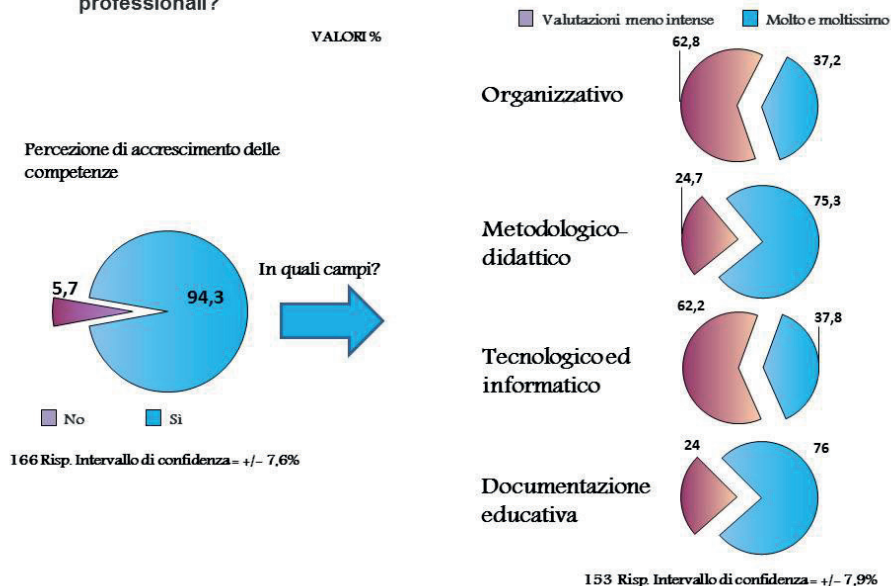 professionali?
VALORI %
Percezione di accrescimento delle
competenze
5,7
94,3
In quali campi?
No
Sì
166 Risp. Intervallo di confidenza= +/- 7,6%
Valutazioni meno intense
Molto e moltissimo
62,8
37,2
Organizzativo
24,7
75,3
Metodologico-
didattico
62,2
37,8
Tecnologico ed
informatico
24
76
Documentazione
educativa
153 Risp. Intervallo di confidenza= +/- 7,9%